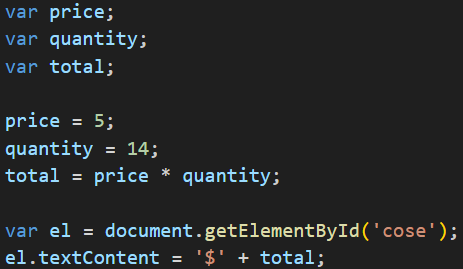 var price;
var quantity;
var total;
price = 5;
quantity = 14;
total = price * quantity;
var el = document.getElementById('cose');
el.textContent = '$' + total;